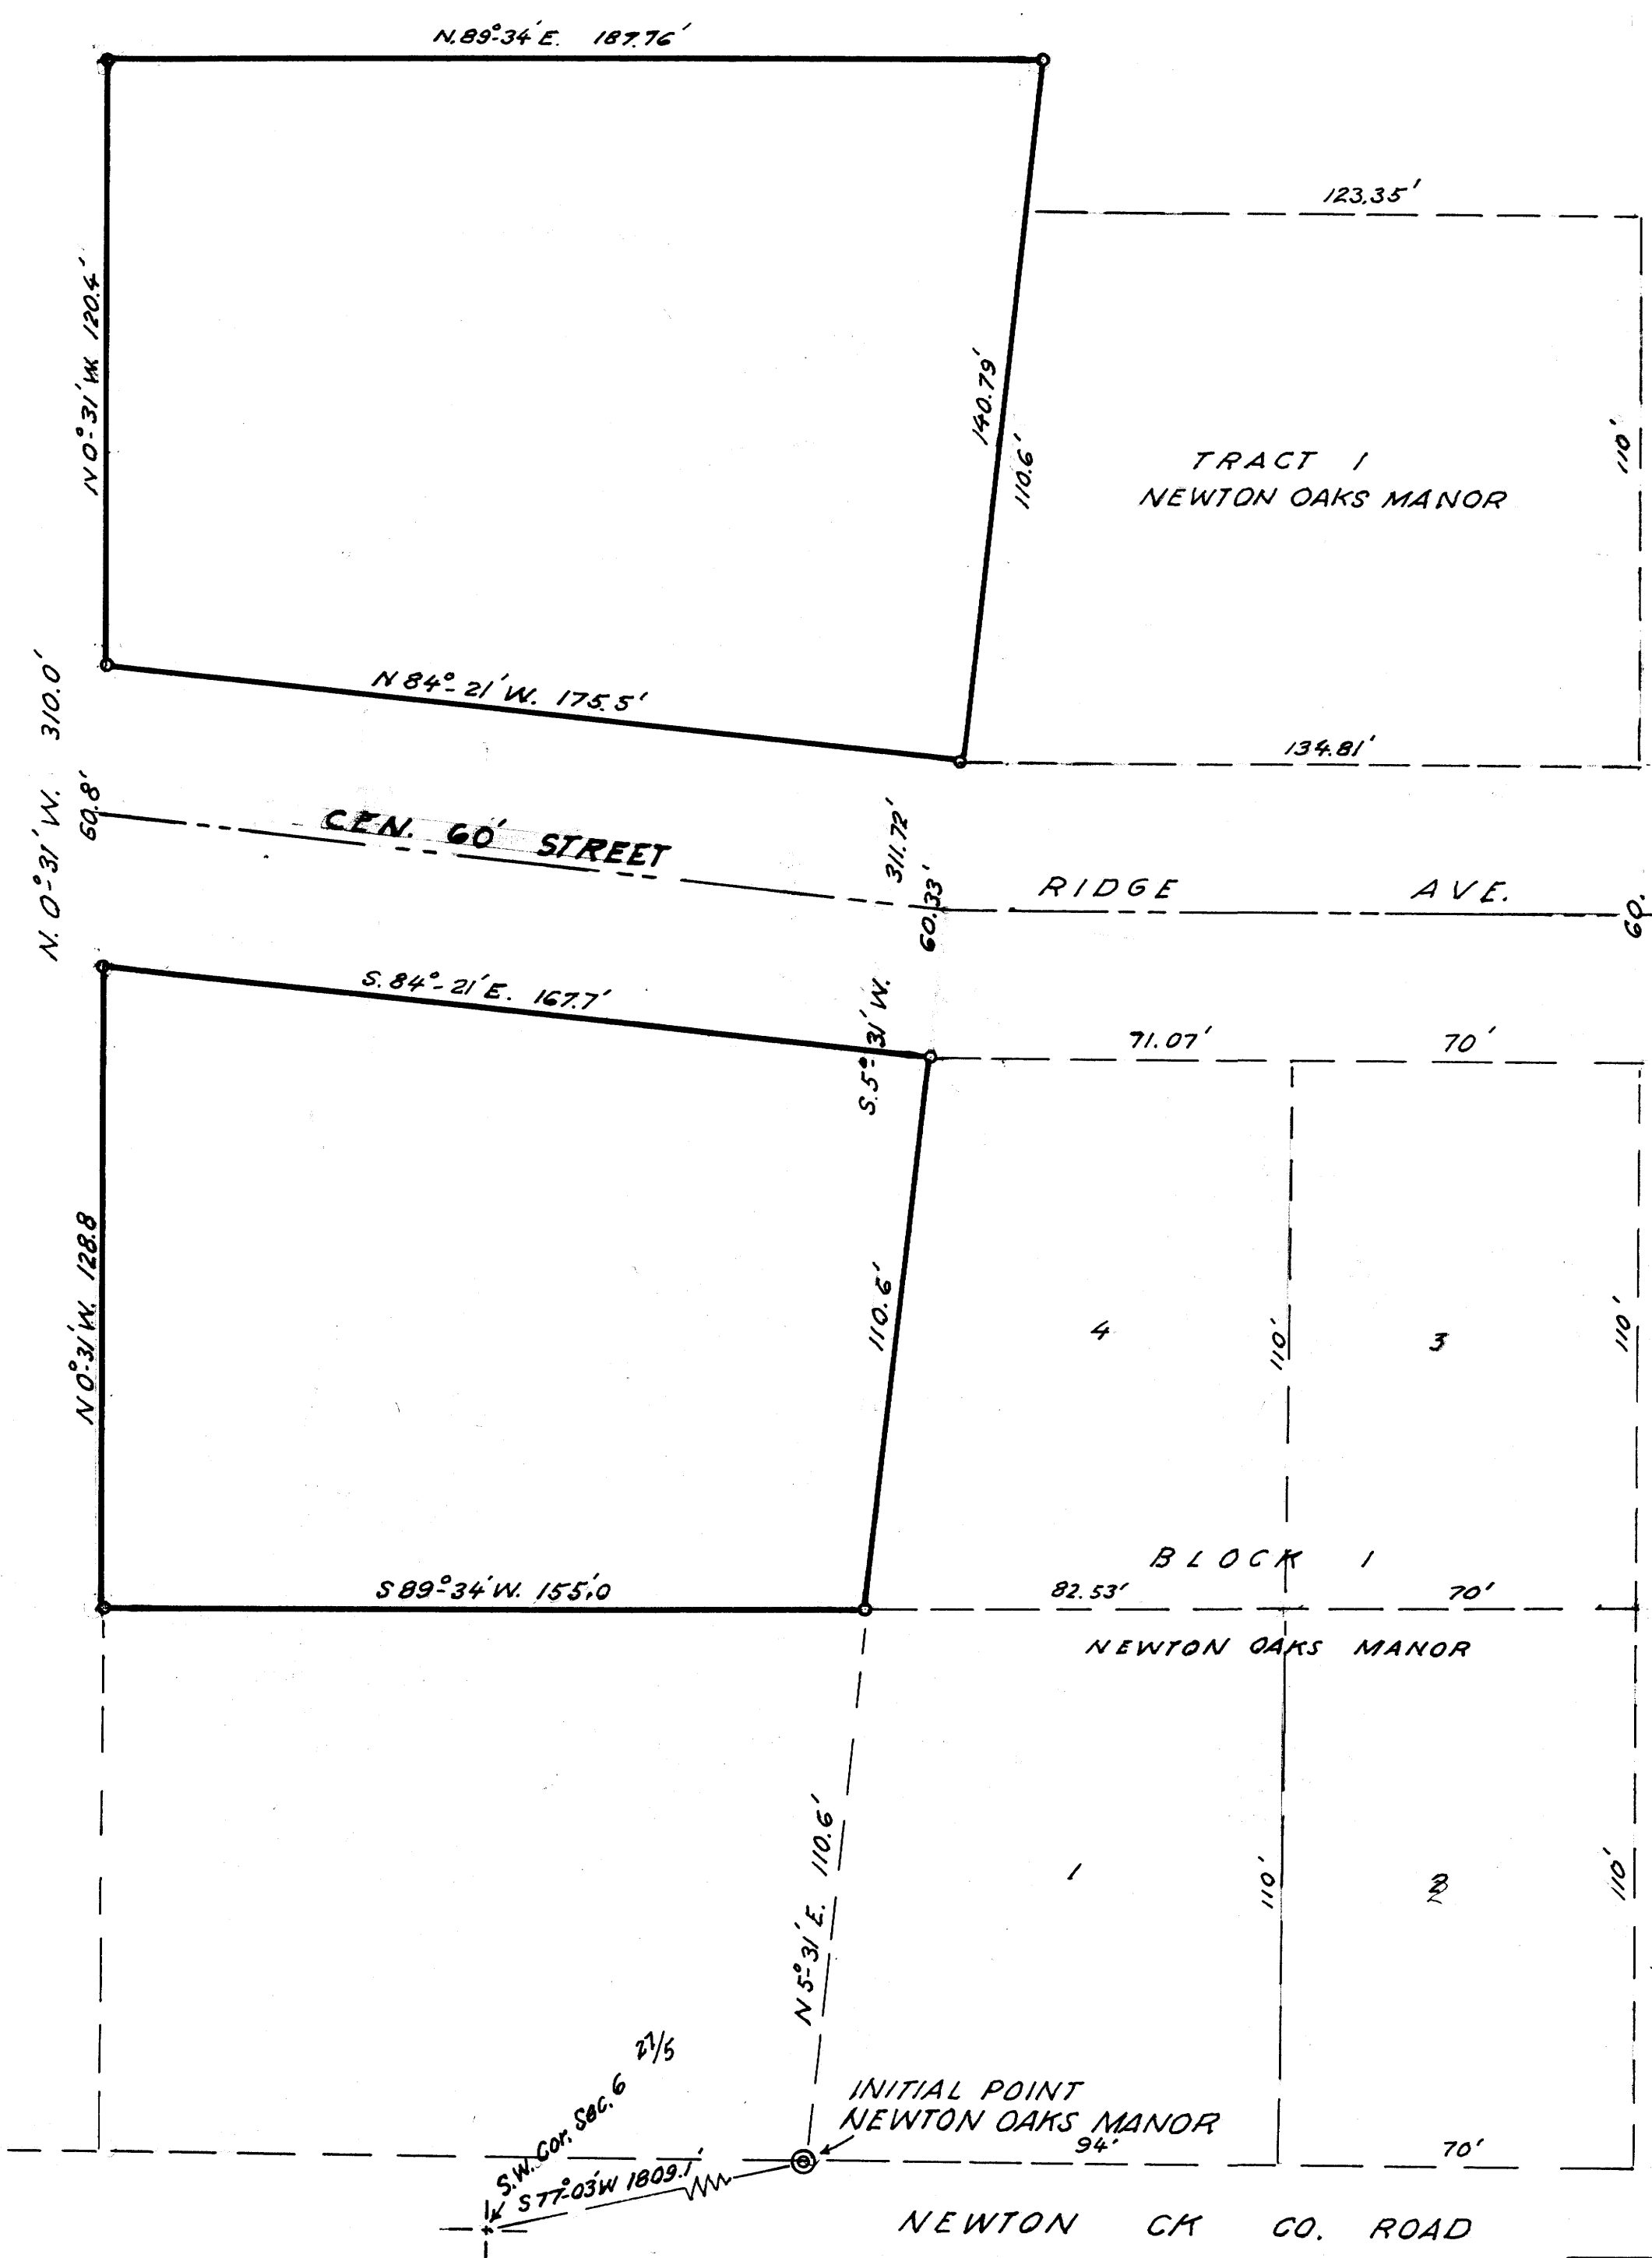 N.89°-34'E. 187.76'
123.35'
N0°-31'W. 120.4'
140.79'
110.6'
TRACT 1
NEWTON OAKS MANOR
110'
N84°-21'W. 175.5'
134.81'
N.0°-31'W. 310.0'
60.8'
CEN. 60' STREET
311.72'
60.33'
RIDGE AVE.
60.
S.84°-21'E. 167.7'
S.5°-31'W.
71.07'
70'
N0°-31'W. 128.8
110.6'
4
110'
3
110'
BLOCK 1
S89°-34'W. 155.0
82.53'
70'
NEWTON OAKS MANOR
N5°-31'E. 110.6'
1
110'
110'
S.W. Cor. Sec. 6 27/5
S77°-03'W 1809.1'
INITIAL POINT
NEWTON OAKS MANOR
94'
70'
NEWTON CK CO. ROAD